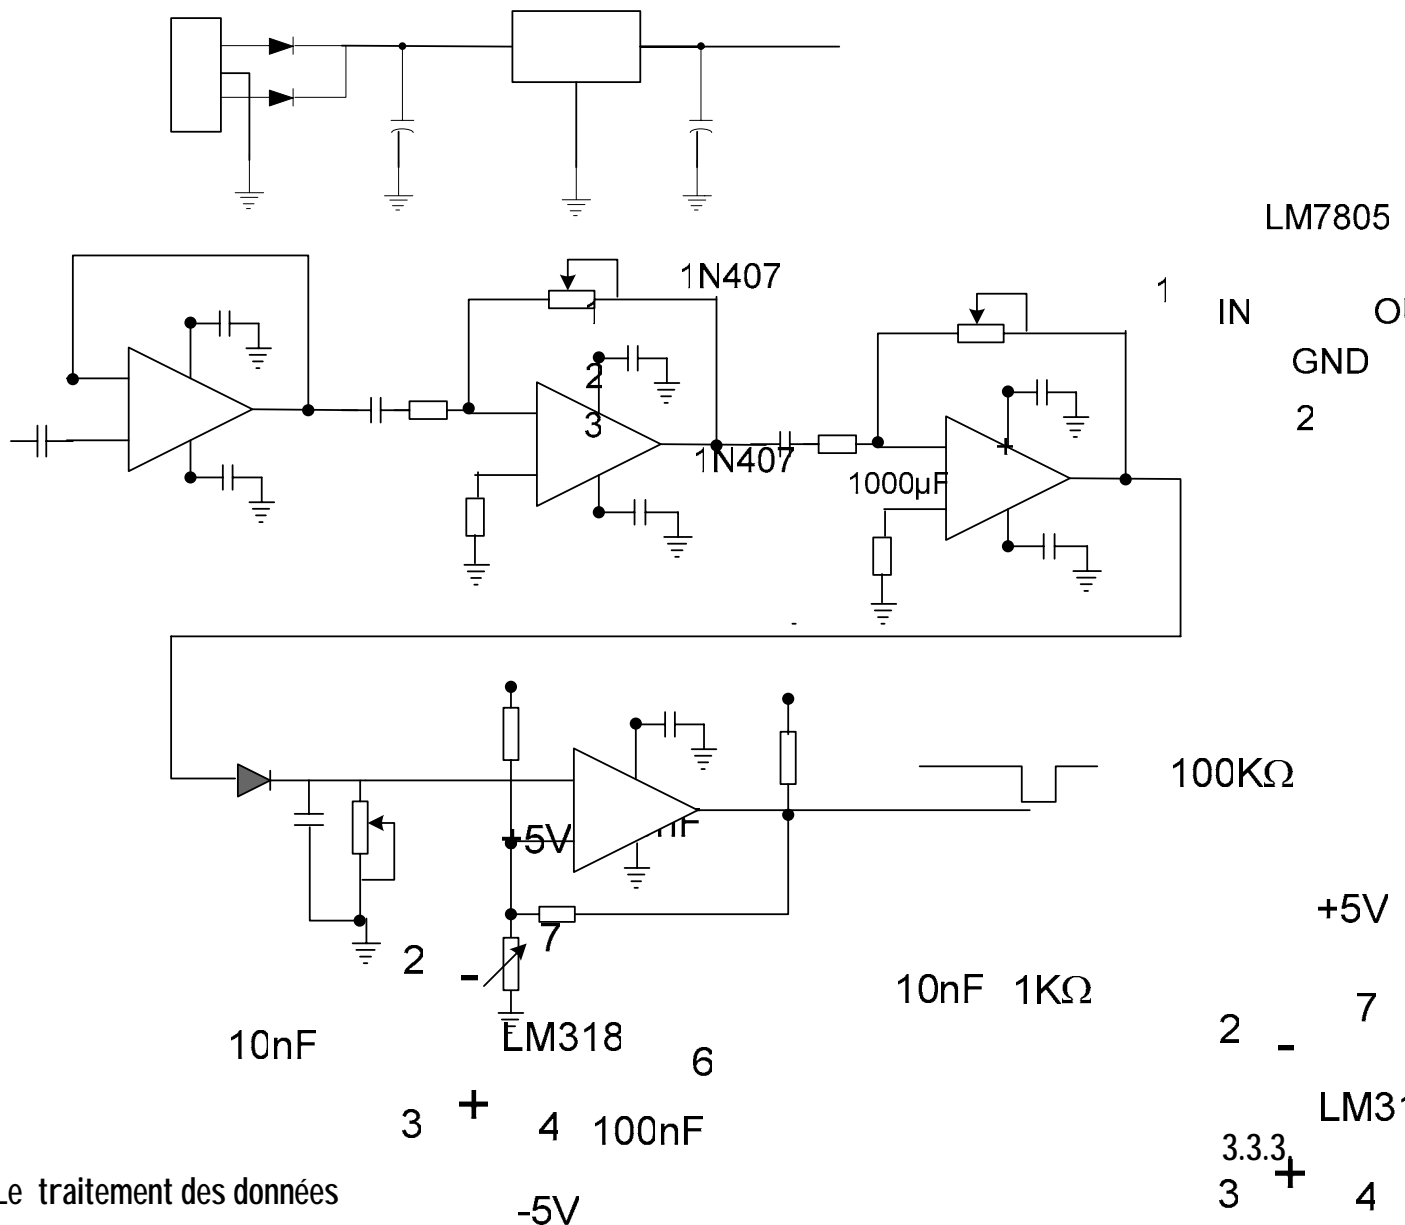 LM7805
1N407
1
1
IN
GND
2
2
3
1N407
1000µF
100KΩ
+5V
+5V
7
2
-
10nF 1KΩ
7
2
-
10nF
LM318
6
3
+
4
100nF
LM31
3.3.3.
3
+
4
Le traitement des données
-5V